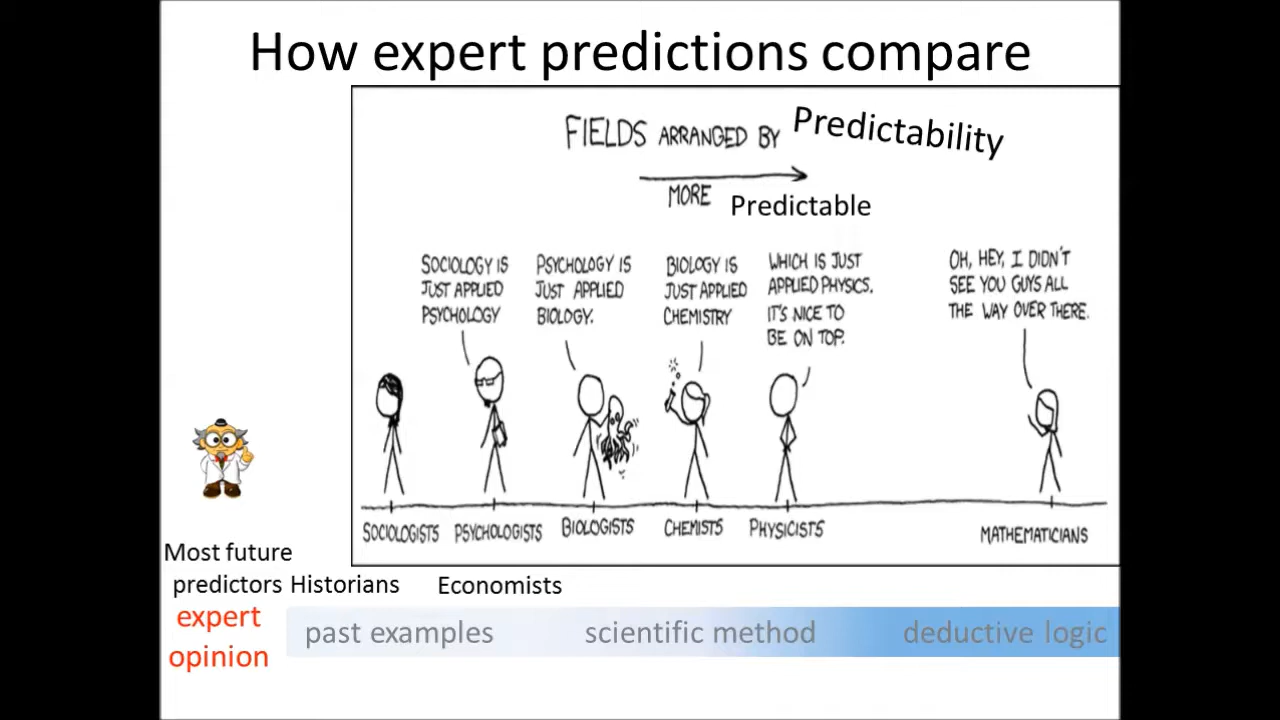 How expert predictions compare
FIELDS ARRANGED BY Predictability
MORE Predictable
SOCIOLOGY IS
JUST APPLIED
PSYCHOLOGY
PSYCHOLOGY IS
JUST APPLIED
BIOLOGY.
BIOLOGY IS
JUST APPLIED
CHEMISTRY
WHICH IS JUST
APPLIED PHYSICS.
IT'S NICE TO
BE ON TOP.
OH, HEY, I DIDN'T
SEE YOU GUYS ALL
THE WAY OVER THERE.
SOCIOLOGISTS PSYCHOLOGISTS BIOLOGISTS CHEMISTS PHYSICISTS MATHEMATICIANS
Most future
predictors Historians Economists
expert
opinion
past examples scientific method deductive logic